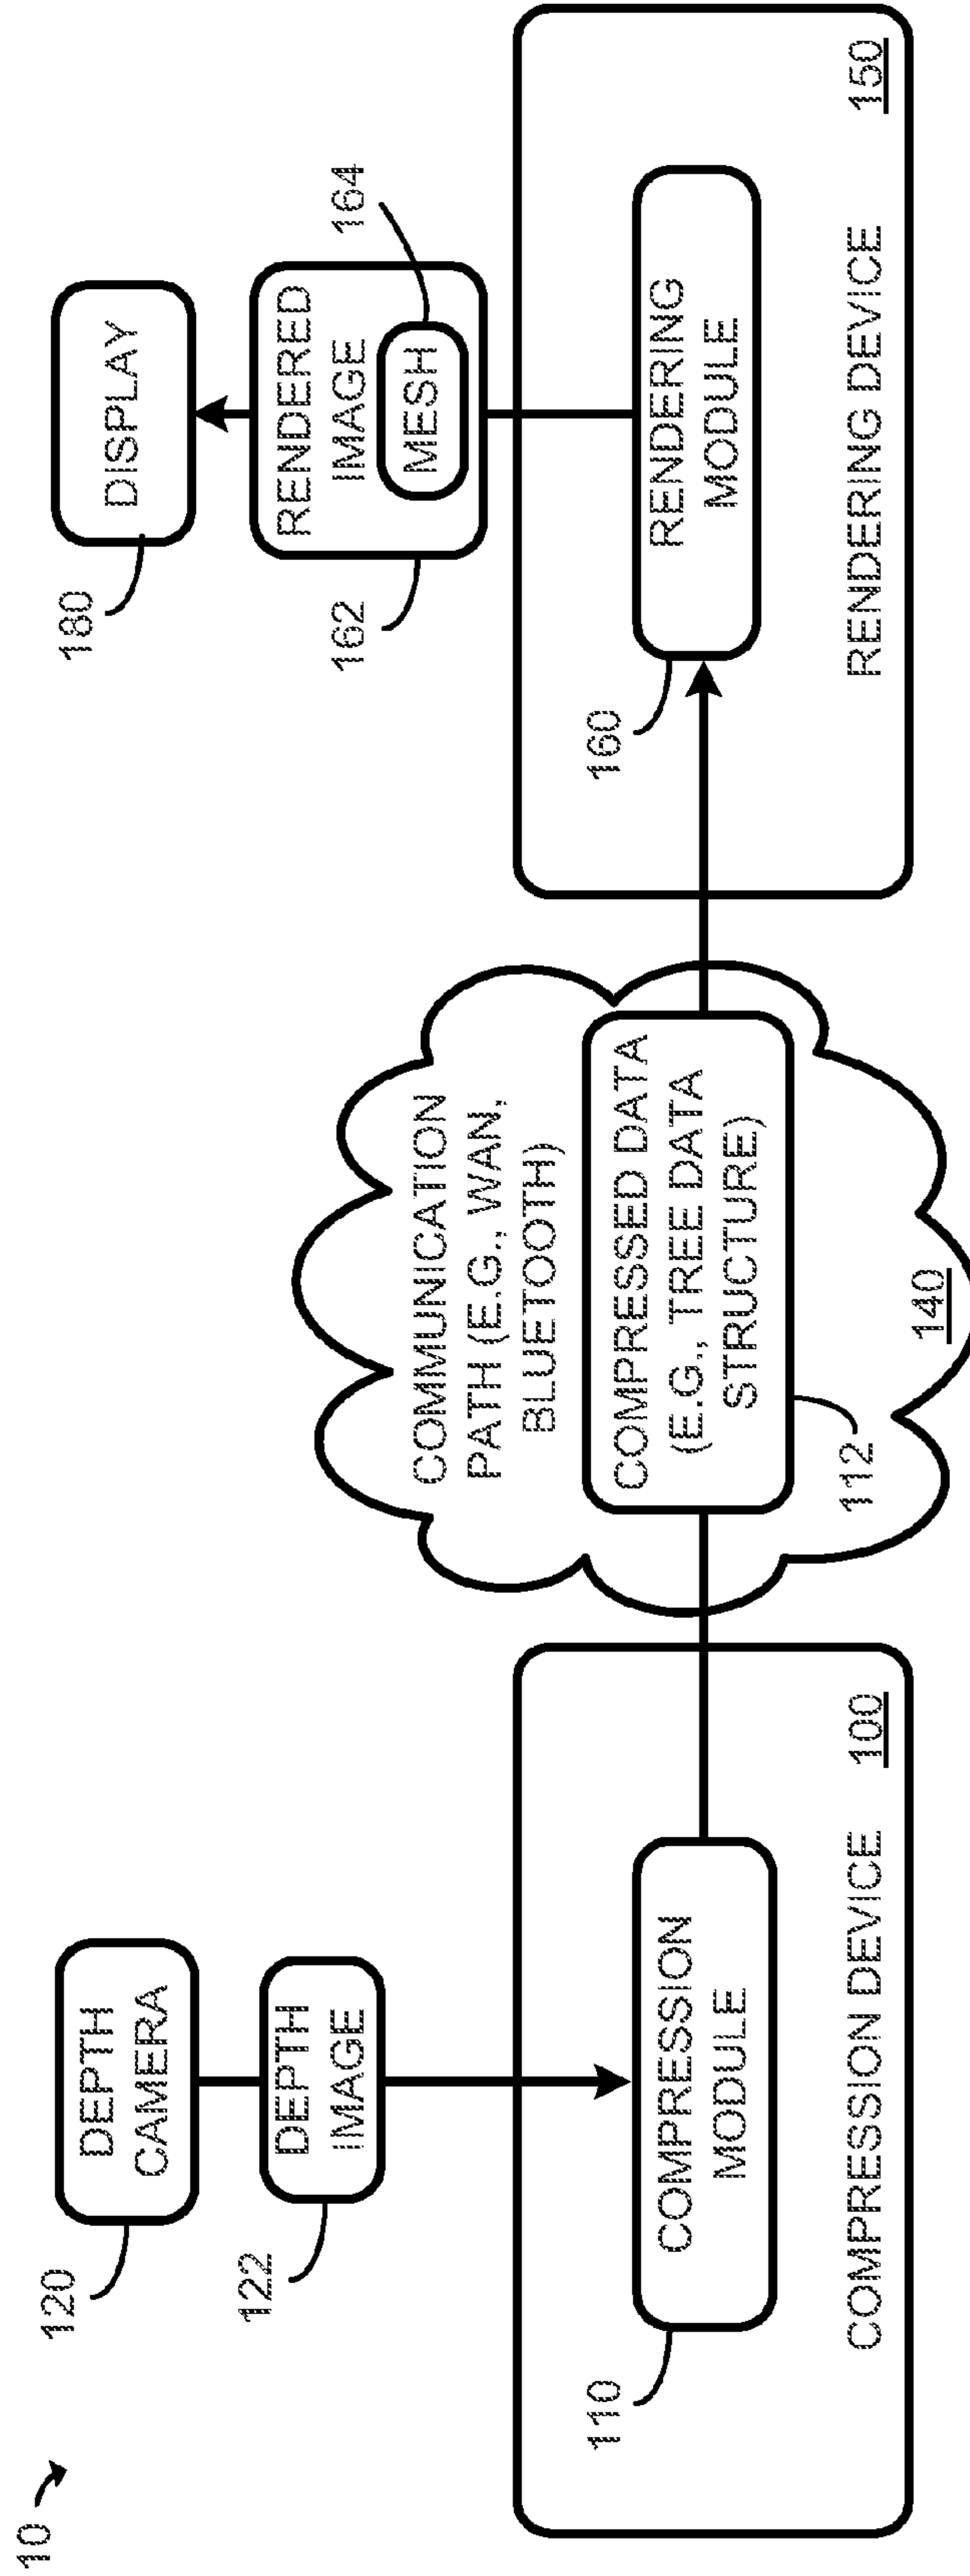 10
120
DEPTH
CAMERA
122
DEPTH
IMAGE
110
COMPRESSION
MODULE
COMPRESSION DEVICE
100
COMMUNICATION
PATH (E.G., WAN,
BLUETOOTH)
COMPRESSED DATA
(E.G., TREE DATA
STRUCTURE)
112
140
180
DISPLAY
162
RENDERED
IMAGE
MESH
164
160
RENDERING
MODULE
RENDERING DEVICE
150